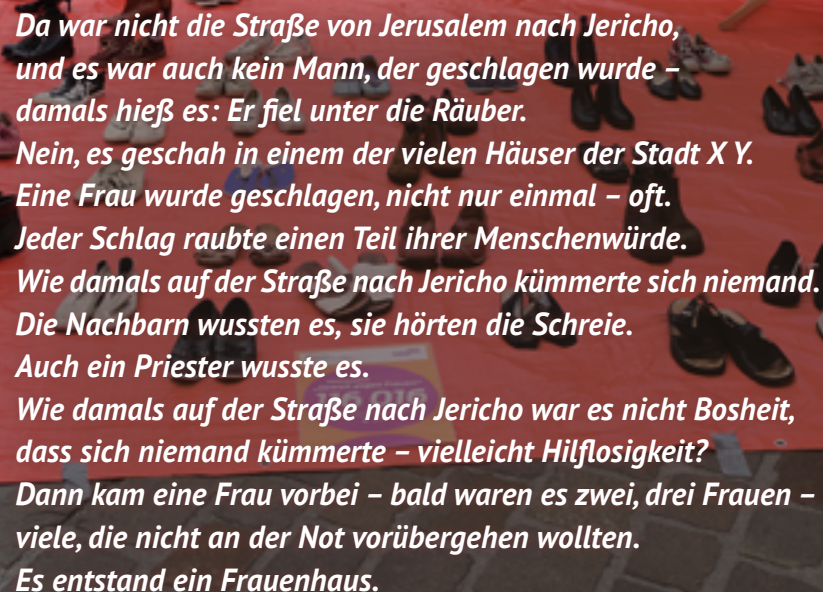 Da war nicht die Straße von Jerusalem nach Jericho,
und es war auch kein Mann, der geschlagen wurde –
damals hieß es: Er fiel unter die Räuber.
Nein, es geschah in einem der vielen Häuser der Stadt X Y.
Eine Frau wurde geschlagen, nicht nur einmal – oft.
Jeder Schlag raubte einen Teil ihrer Menschenwürde.
Wie damals auf der Straße nach Jericho kümmerte sich niemand.
Die Nachbarn wussten es, sie hörten die Schreie.
Auch ein Priester wusste es.
Wie damals auf der Straße nach Jericho war es nicht Bosheit,
dass sich niemand kümmerte – vielleicht Hilflosigkeit?
Dann kam eine Frau vorbei – bald waren es zwei, drei Frauen –
viele, die nicht an der Not vorübergehen wollten.
Es entstand ein Frauenhaus.